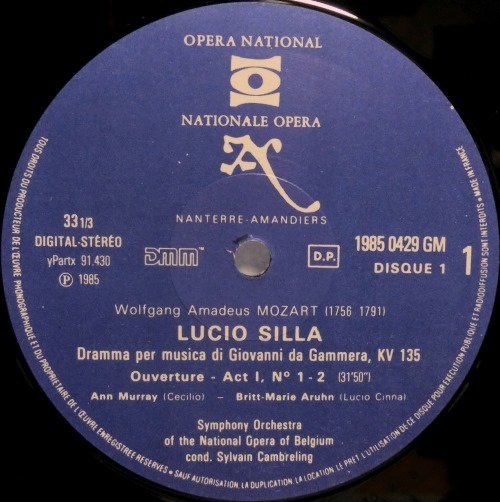 OPERA NATIONAL
NATIONALE OPERA
NANTERRE-AMANDIERS
33 1/3
DIGITAL-STÉRÉO
yPartx 91.430
Ⓟ 1985
DMM™
D.P.
1985 0429 GM
DISQUE 1
1
Wolfgang Amadeus MOZART (1756 1791)
LUCIO SILLA
Dramma per musica di Giovanni da Gammera, KV 135
Ouverture - Act I, N° 1 - 2 (31'50")
Ann Murray (Cecilio) - Britt-Marie Aruhn (Lucio Cinna)
Symphony Orchestra
of the National Opera of Belgium
cond. Sylvain Cambreling
TOUS DROITS DU PRODUCTEUR DE L'ŒUVRE PHONOGRAPHIQUE ET DU PROPRIETAIRE DE L'ŒUVRE ENREGISTREE RESERVES • SAUF AUTORISATION, LA DUPLICATION, LA LOCATION, LE PRET, L'UTILISATION DE CE DISQUE POUR EXECUTION PUBLIQUE ET RADIODIFFUSION SONT INTERDITS • MADE IN FRANCE